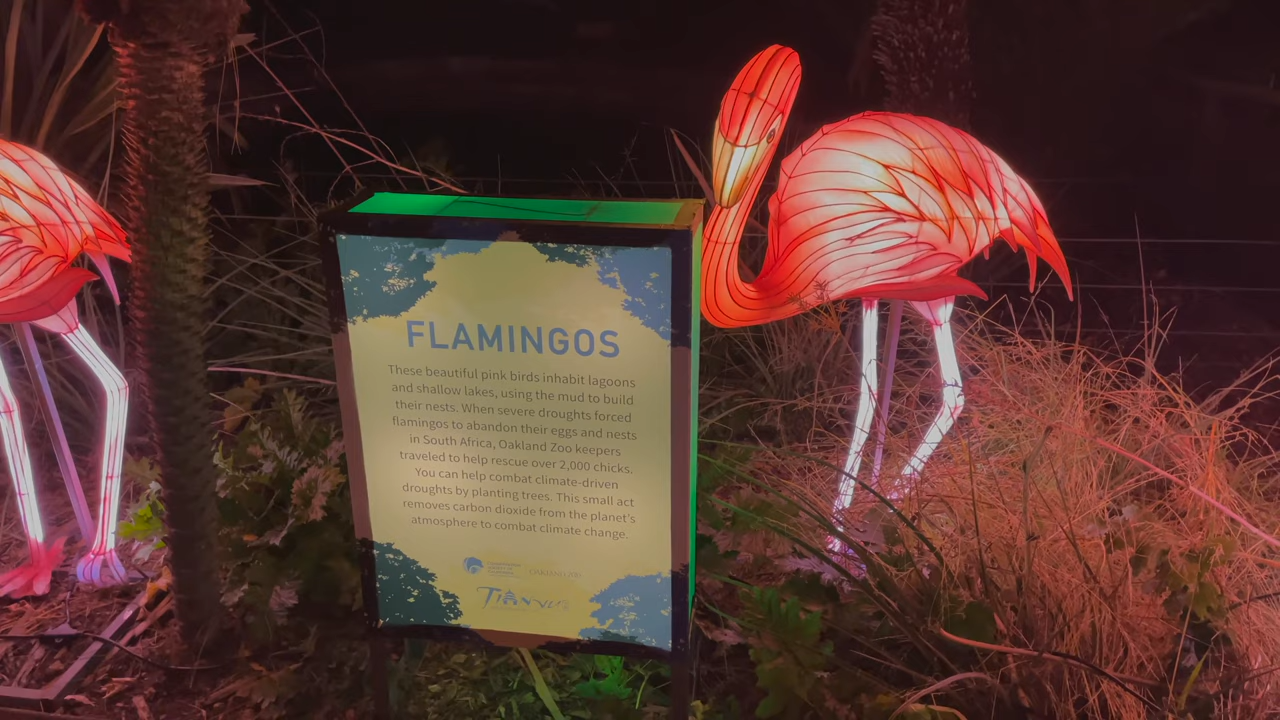 FLAMINGOS
These beautiful pink birds inhabit lagoons
and shallow lakes, using the mud to build
their nests. When severe droughts forced
flamingos to abandon their eggs and nests
in South Africa, Oakland Zoo keepers
traveled to help rescue over 2,000 chicks.
You can help combat climate-driven
droughts by planting trees. This small act
removes carbon dioxide from the planet's
atmosphere to combat climate change.
OAKLAND ZOO
TIANYU